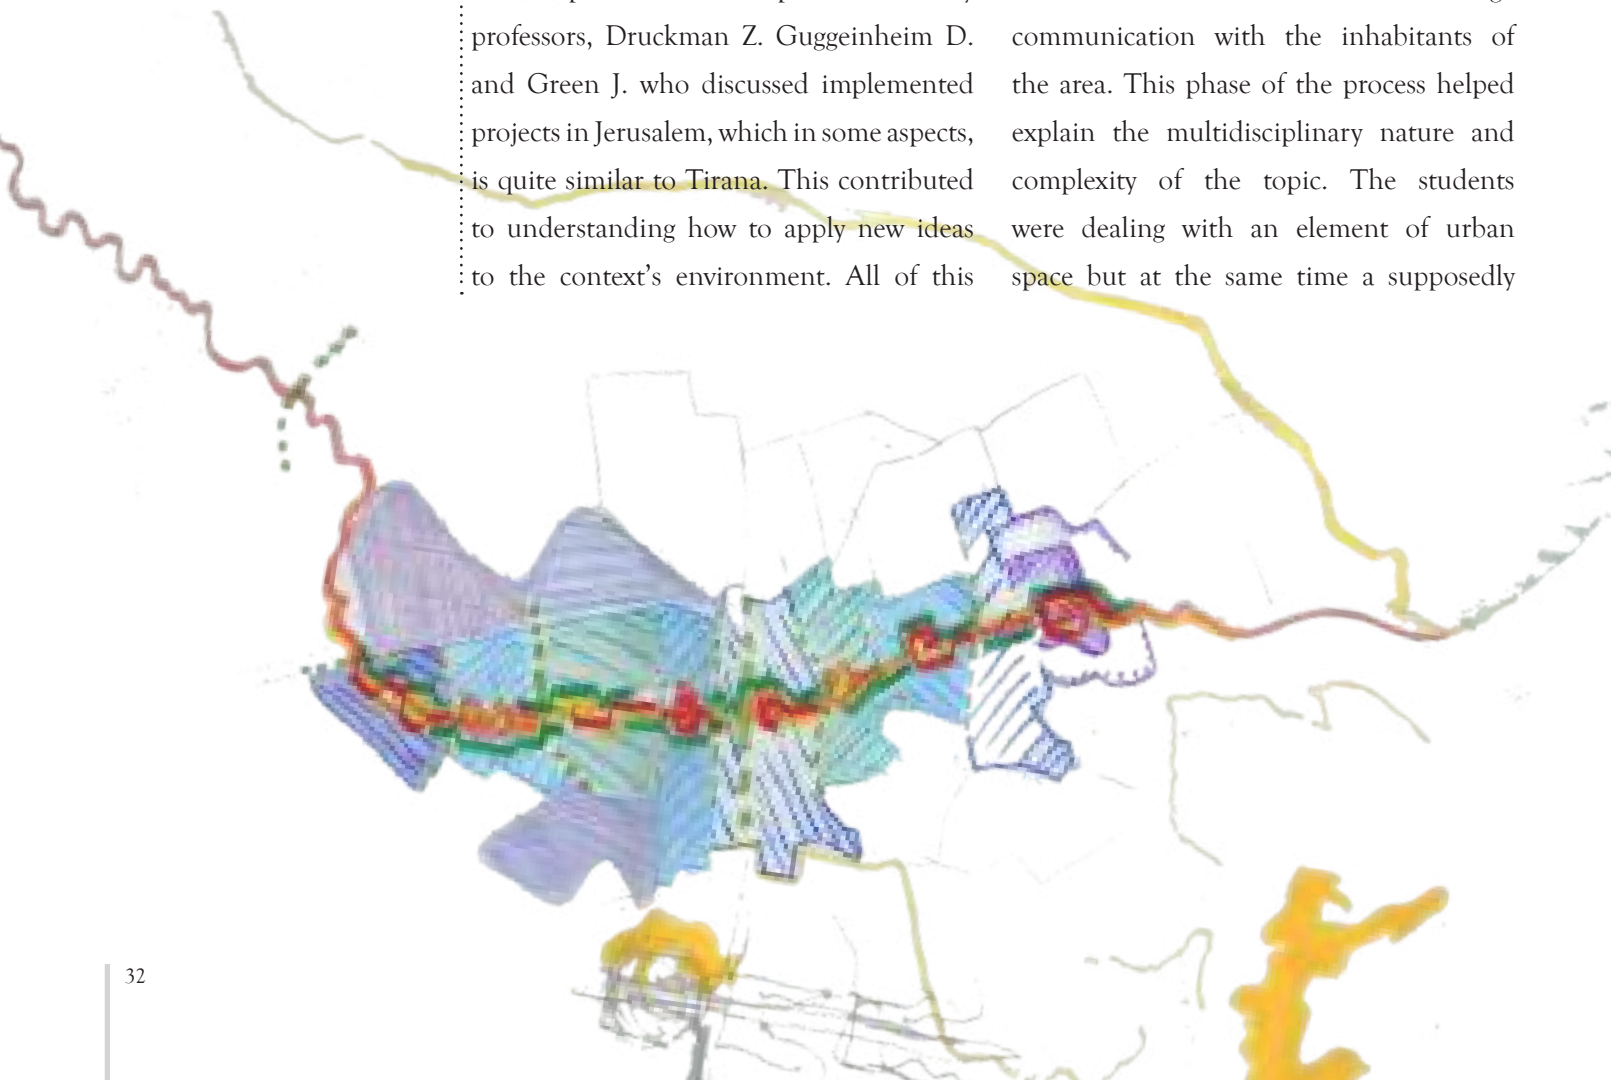 professors, Druckman Z. Guggeinheim D.
and Green J. who discussed implemented
projects in Jerusalem, which in some aspects,
is quite similar to Tirana. This contributed
to understanding how to apply new ideas
to the context's environment. All of this
communication with the inhabitants of
the area. This phase of the process helped
explain the multidisciplinary nature and
complexity of the topic. The students
were dealing with an element of urban
space but at the same time a supposedly
32